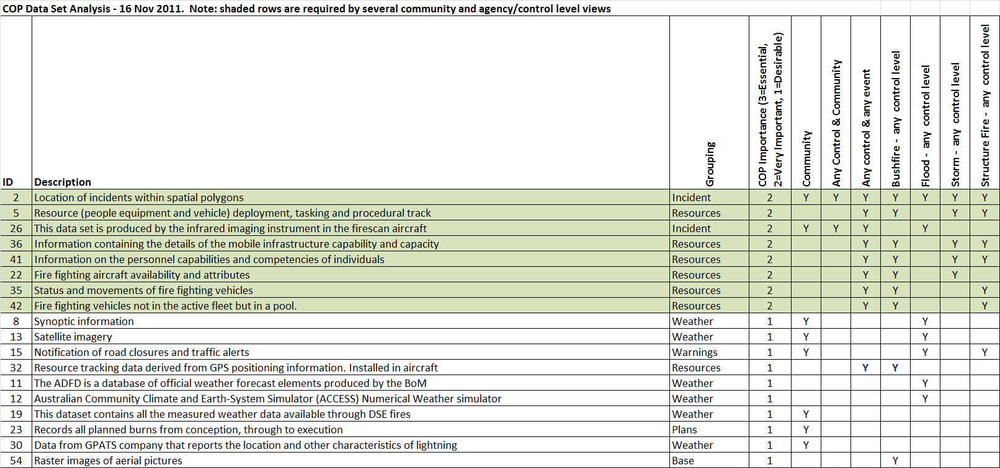 COP Data Set Analysis - 16 Nov 2011.  Note: shaded rows are required by several community and agency/control level views
ID Description Grouping COP Importance (3=Essential, 2=Very Important, 1=Desirable) Community Any Control & Community Any control & any event Bushfire - any control level Flood - any control level Storm - any control level Structure Fire - any control level
2 Location of incidents within spatial polygons Incident 2 Y Y Y Y Y Y Y
5 Resource (people equipment and vehicle) deployment, tasking and procedural track Resources 2 Y Y Y Y
26 This data set is produced by the infrared imaging instrument in the firescan aircraft Incident 2 Y Y Y Y
36 Information containing the details of the mobile infrastructure capability and capacity Resources 2 Y Y Y Y
41 Information on the personnel capabilities and competencies of individuals Resources 2 Y Y Y Y
22 Fire fighting aircraft availability and attributes Resources 2 Y Y Y
35 Status and movements of fire fighting vehicles Resources 2 Y Y Y
42 Fire fighting vehicles not in the active fleet but in a pool. Resources 2 Y Y Y
8 Synoptic information Weather 1 Y Y
13 Satellite imagery Weather 1 Y Y
15 Notification of road closures and traffic alerts Warnings 1 Y Y Y
32 Resource tracking data derived from GPS positioning information. Installed in aircraft Resources 1 Y Y
11 The ADFD is a database of official weather forecast elements produced by the BoM Weather 1 Y
12 Australian Community Climate and Earth-System Simulator (ACCESS) Numerical Weather simulator Weather 1 Y
19 This dataset contains all the measured weather data available through DSE fires Weather 1 Y
23 Records all planned burns from conception, through to execution Plans 1 Y
30 Data from GPATS company that reports the location and other characteristics of lightning Weather 1 Y
54 Raster images of aerial pictures Base 1 Y